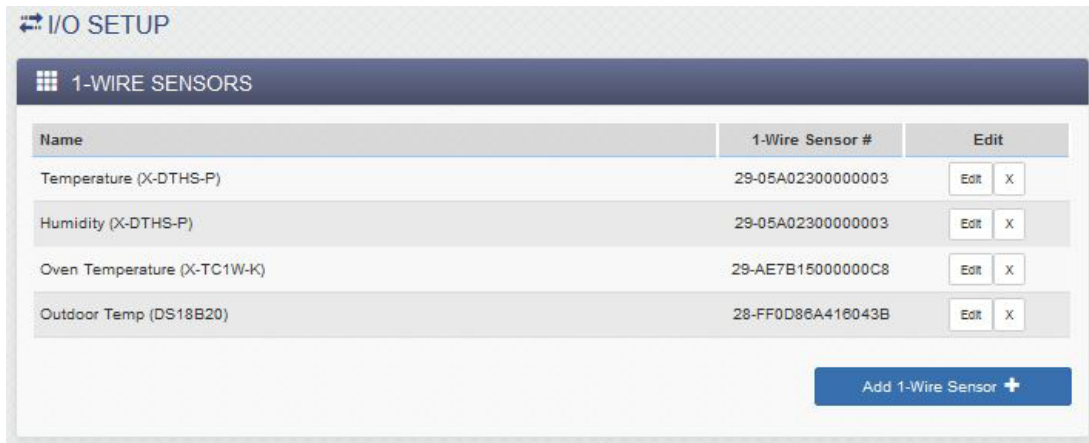 I/O SETUP
1-WIRE SENSORS
Name 1-Wire Sensor # Edit
Temperature (X-DTHS-P) 29-05A02300000003 Edit X
Humidity (X-DTHS-P) 29-05A02300000003 Edit X
Oven Temperature (X-TC1W-K) 29-AE7B15000000C8 Edit X
Outdoor Temp (DS18B20) 28-FF0D86A416043B Edit X
Add 1-Wire Sensor